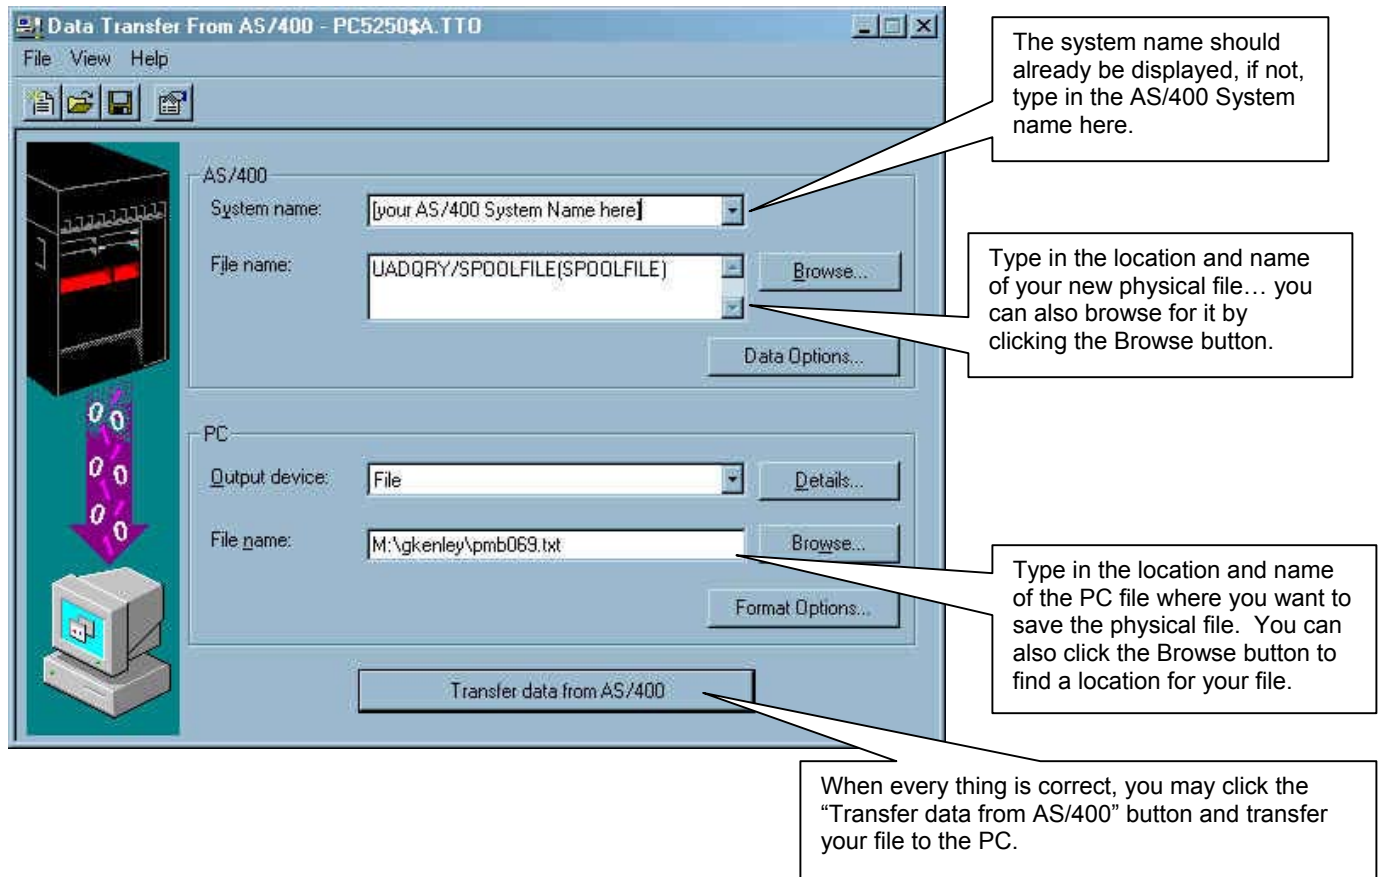 Data Transfer From AS/400 - PC5250$A.TTO
File View Help
AS/400
System name:
[your AS/400 System Name here]
File name:
UADQRY/SPOOLFILE(SPOOLFILE)
Browse...
Data Options...
PC
Output device:
File
Details...
File name:
M:\gkenley\pmb069.txt
Browse...
Format Options...
Transfer data from AS/400
The system name should
already be displayed, if not,
type in the AS/400 System
name here.
Type in the location and name
of your new physical file… you
can also browse for it by
clicking the Browse button.
Type in the location and name
of the PC file where you want to
save the physical file. You can
also click the Browse button to
find a location for your file.
When every thing is correct, you may click the
“Transfer data from AS/400” button and transfer
your file to the PC.